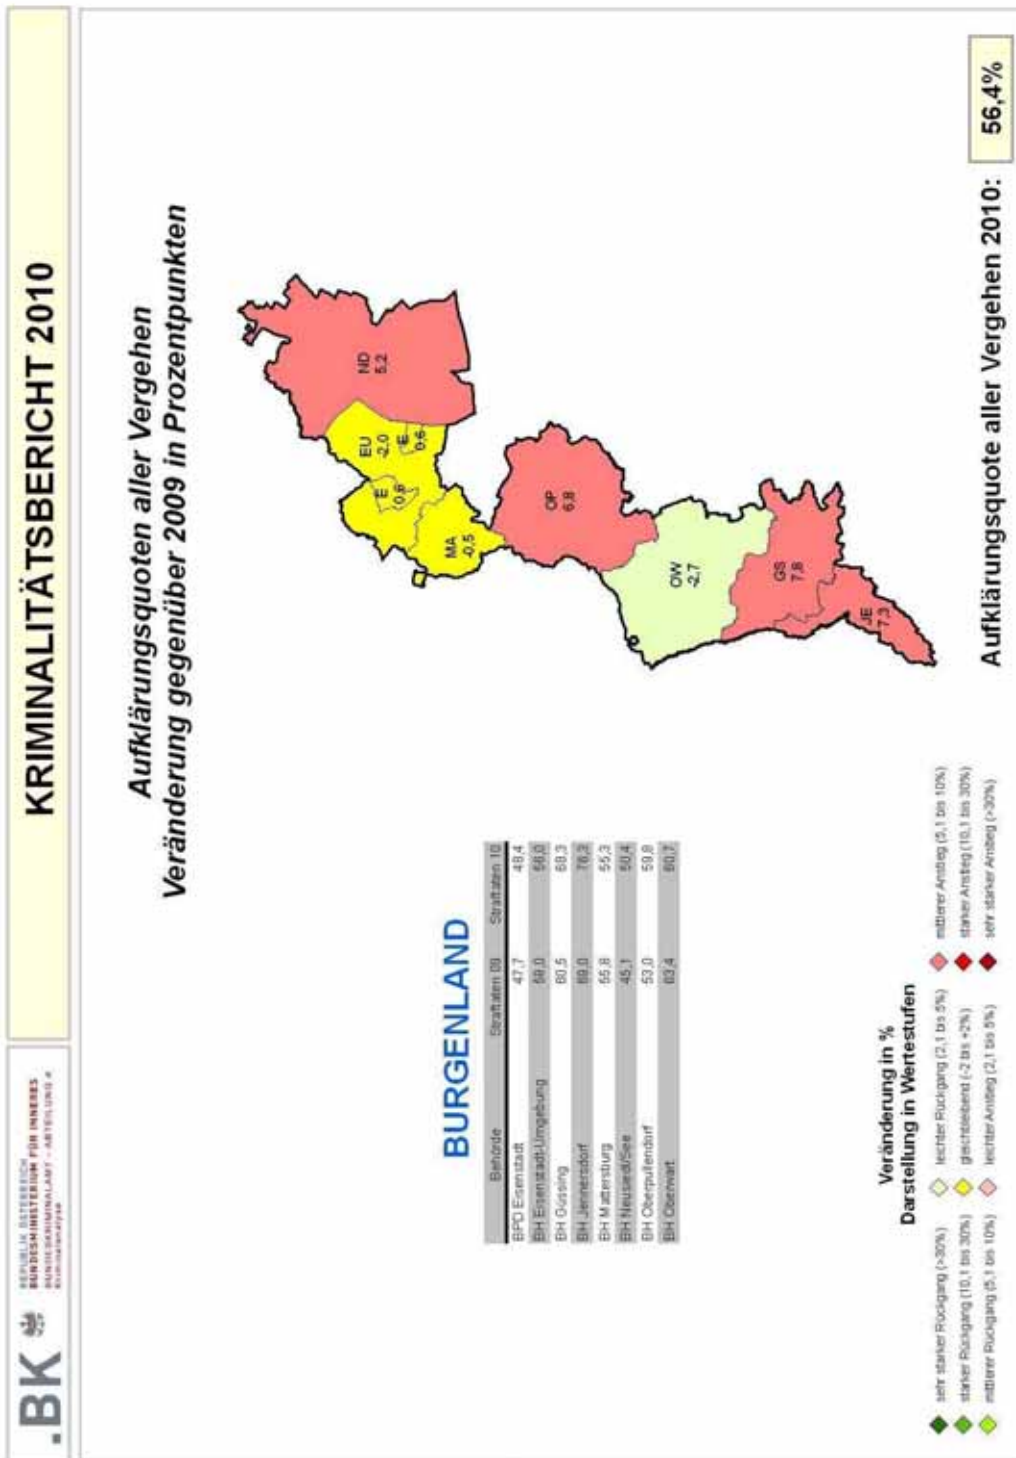 .BK
REPUBLIK ÖSTERREICH
BUNDESMINISTERIUM FÜR INNERES
BUNDESKRIMINALAMT - ABTEILUNG 4
Kriminalanalyse
KRIMINALITÄTSBERICHT 2010
Aufklärungsquoten aller Vergehen
Veränderung gegenüber 2009 in Prozentpunkten
BURGENLAND
Behörde Straftaten 09 Straftaten 10
BPD Eisenstadt 47,7 48,4
BH Eisenstadt-Umgebung 58,0 56,0
BH Güssing 60,5 68,3
BH Jennersdorf 69,0 76,3
BH Mattersburg 55,8 55,3
BH Neusiedl/See 45,1 50,4
BH Oberpullendorf 53,0 59,8
BH Oberwart 63,4 60,7
ND
5,2
EU
-2,0
E
0,6
E
0,6
MA
-0,5
OP
6,8
OW
-2,7
GS
7,8
JE
7,3
Veränderung in %
Darstellung in Wertestufen
sehr starker Rückgang (>30%)
starker Rückgang (10,1 bis 30%)
mittlerer Rückgang (5,1 bis 10%)
leichter Rückgang (2,1 bis 5%)
gleichbleibend (-2 bis +2%)
leichter Anstieg (2,1 bis 5%)
mittlerer Anstieg (5,1 bis 10%)
starker Anstieg (10,1 bis 30%)
sehr starker Anstieg (>30%)
Aufklärungsquote aller Vergehen 2010: 56,4%